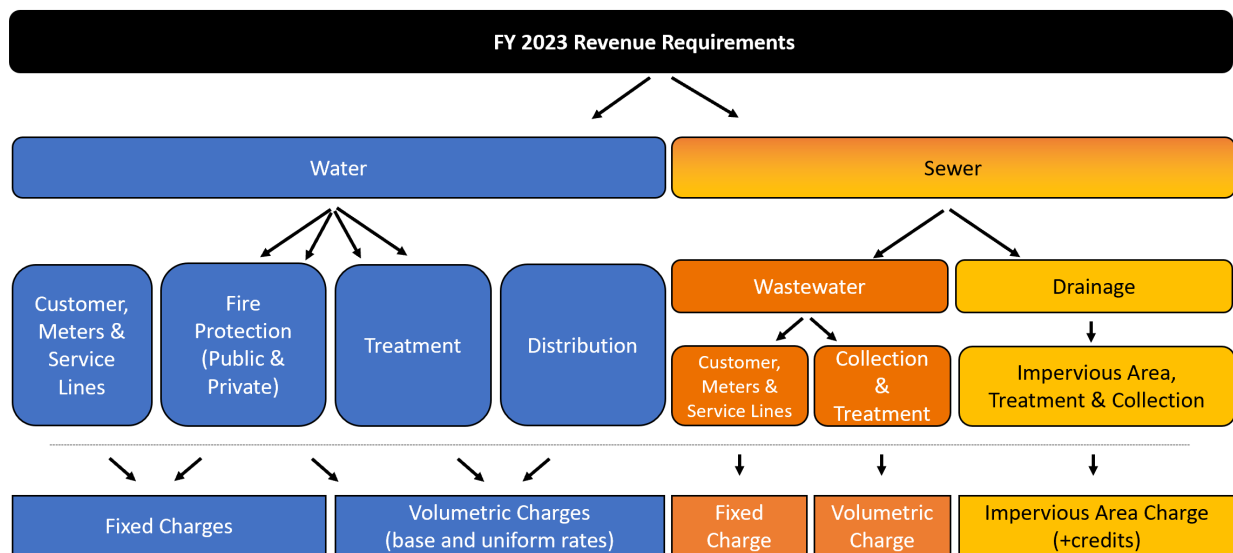 FY 2023 Revenue Requirements
Water
Sewer
Customer,
Meters &
Service
Lines
Fire
Protection
(Public &
Private)
Treatment
Distribution
Wastewater
Drainage
Customer,
Meters &
Service Lines
Collection
&
Treatment
Impervious Area,
Treatment & Collection
Fixed Charges
Volumetric Charges
(base and uniform rates)
Fixed
Charge
Volumetric
Charge
Impervious Area Charge
(+credits)